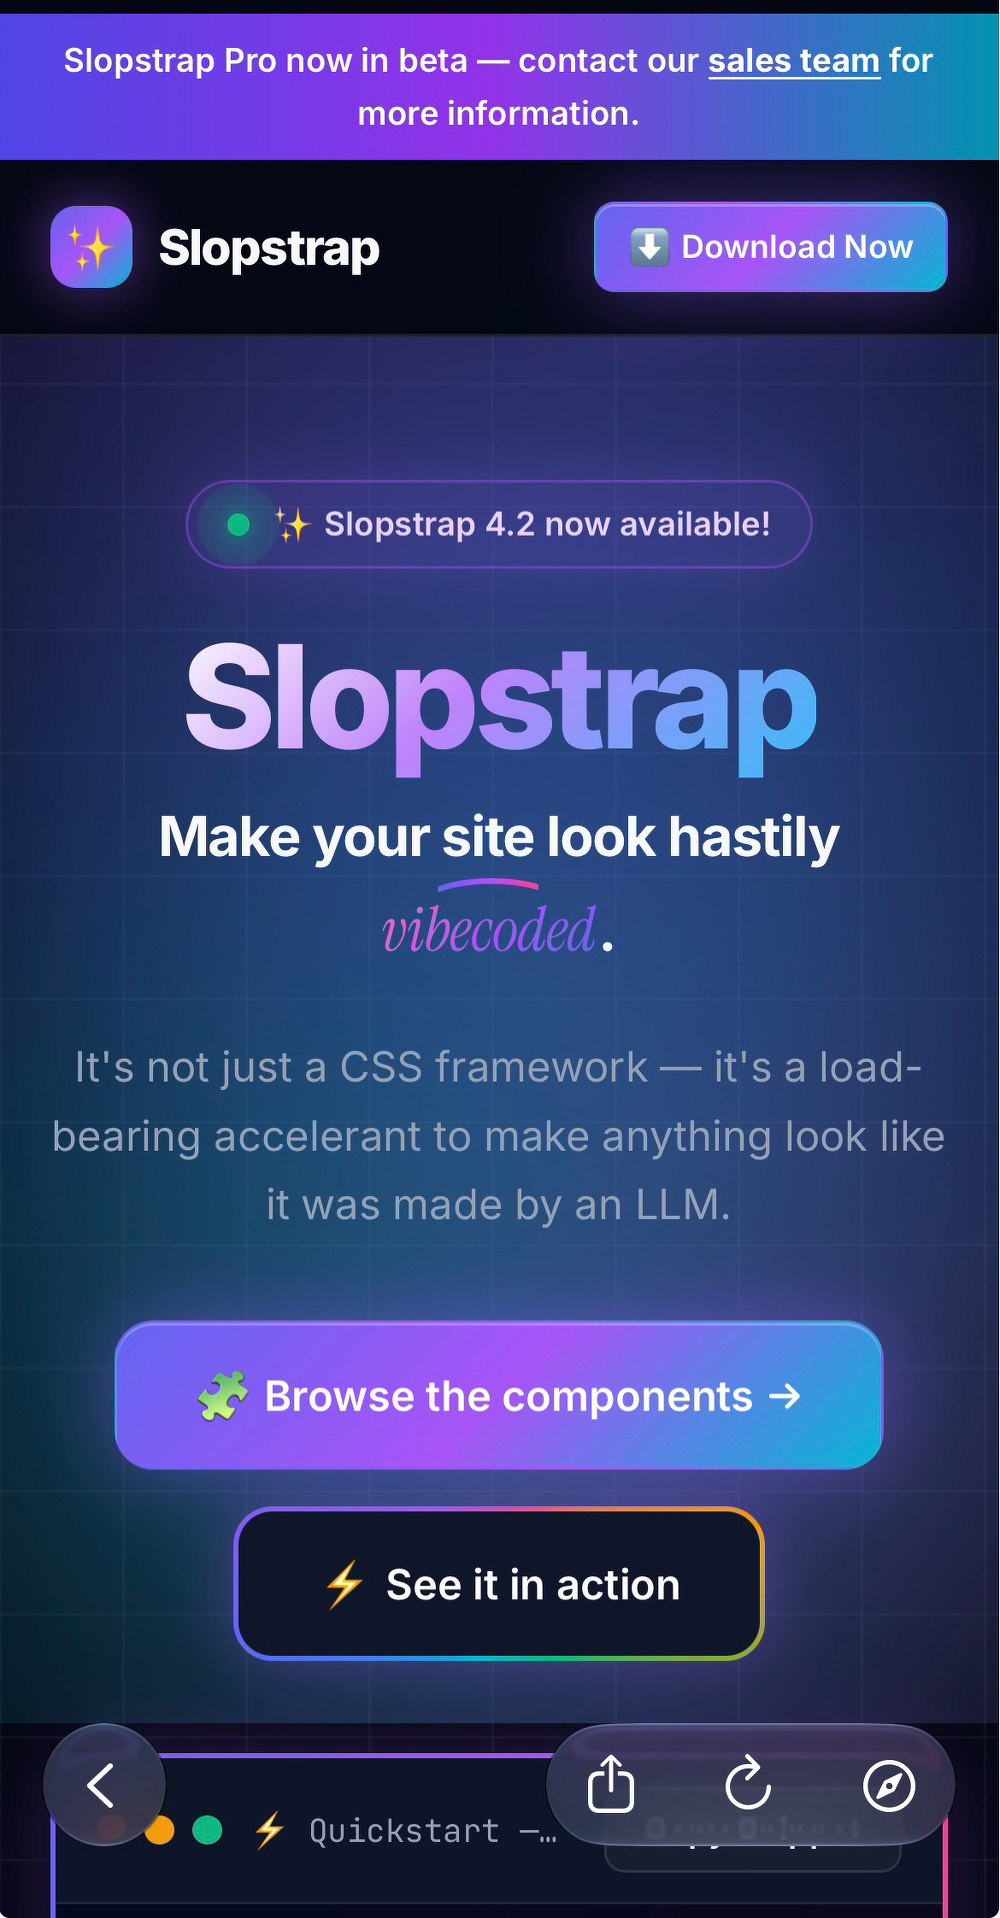 Slopstrap Pro now in beta — contact our sales team for
more information.
Slopstrap
Download Now
Slopstrap 4.2 now available!
Slopstrap
Make your site look hastily
vibecoded.
It's not just a CSS framework — it's a load-
bearing accelerant to make anything look like
it was made by an LLM.
Browse the components →
See it in action
Quickstart —…